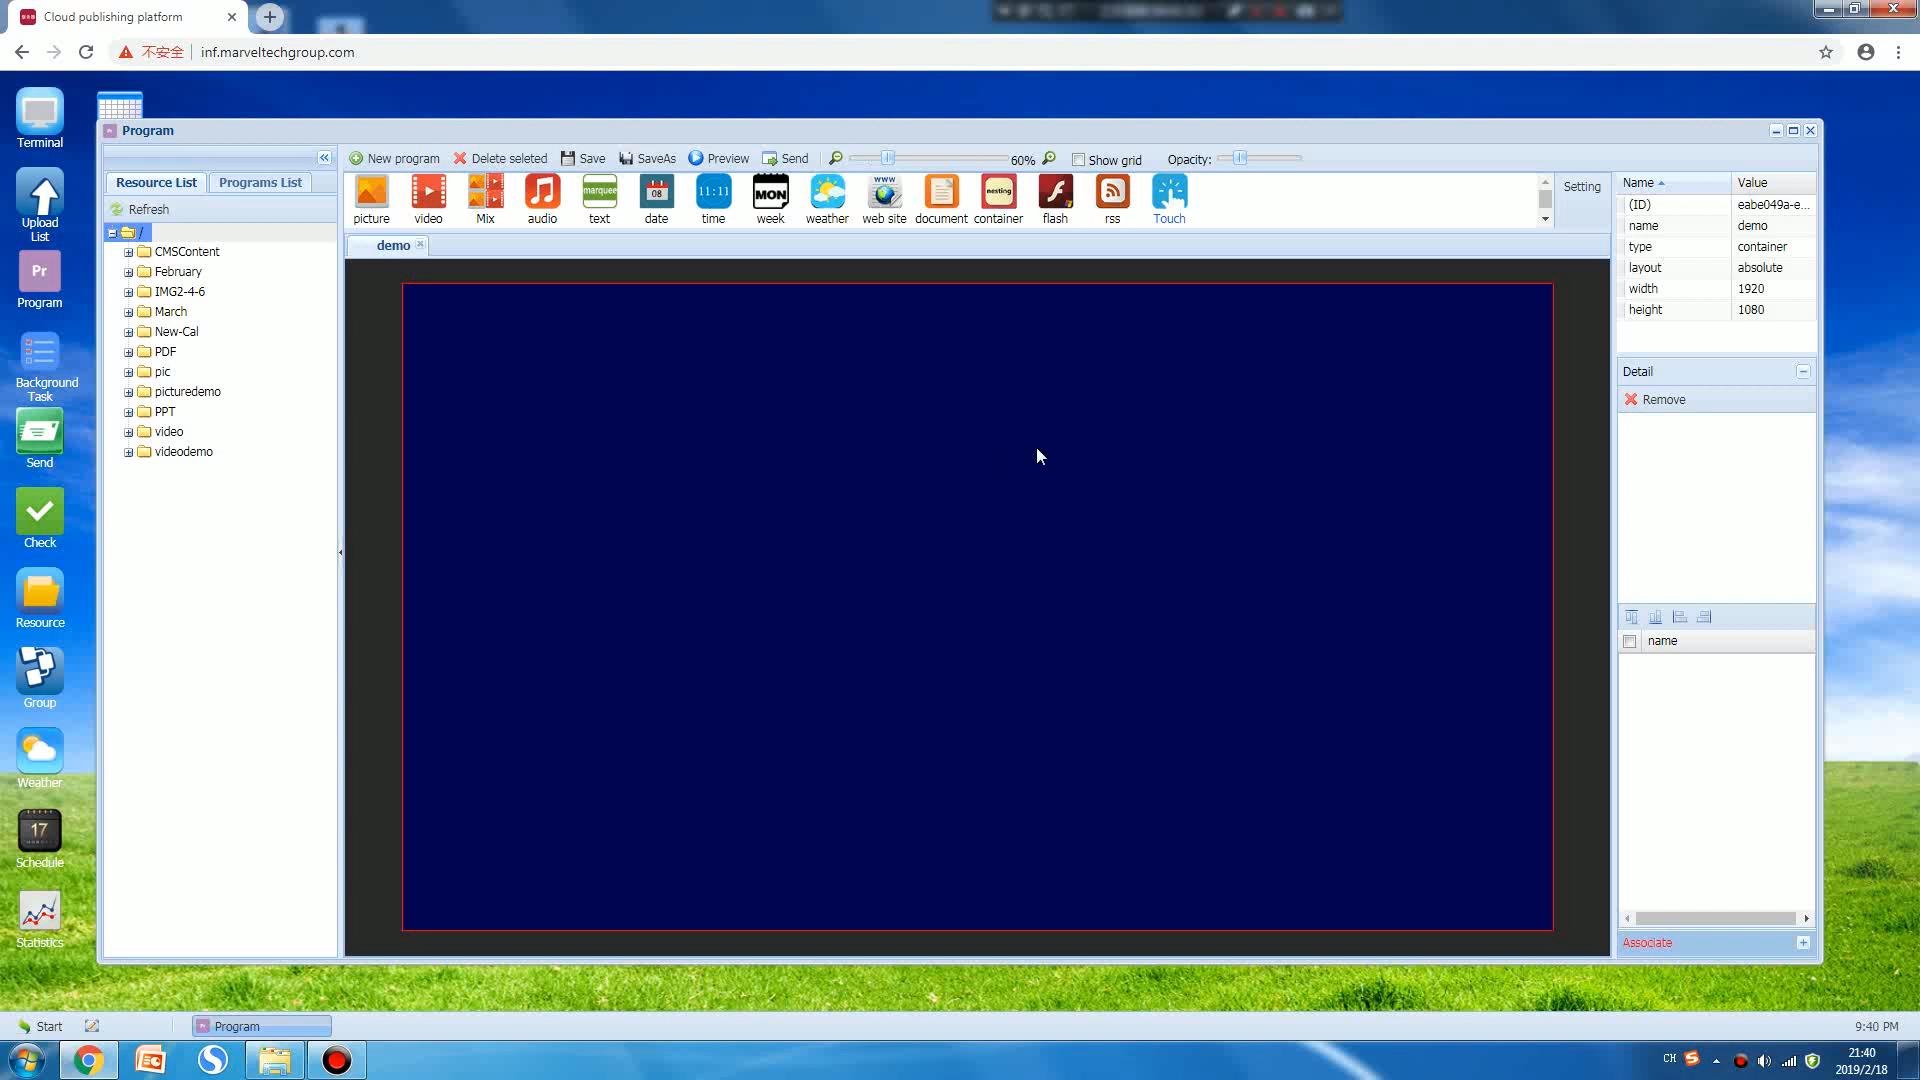 Cloud publishing platform
不安全
inf.marveltechgroup.com
Terminal
Upload
List
Pr
Program
Background
Task
Send
Check
Resource
Group
Weather
17
Schedule
Statistics
Program
Resource List
Programs List
Refresh
/
CMSContent
February
IMG2-4-6
March
New-Cal
PDF
pic
picturedemo
PPT
video
videodemo
New program
Delete seleted
Save
SaveAs
Preview
Send
60%
Show grid
Opacity:
picture
video
Mix
audio
marquee
text
08
date
11:11
time
MON
week
weather
WWW
web site
document
nesting
container
flash
rss
Touch
Setting
demo
Name Value
(ID) eabe049a-e...
name demo
type container
layout absolute
width 1920
height 1080
Detail
Remove
name
Associate
Start
Program
9:40 PM
CH
21:40
2019/2/18